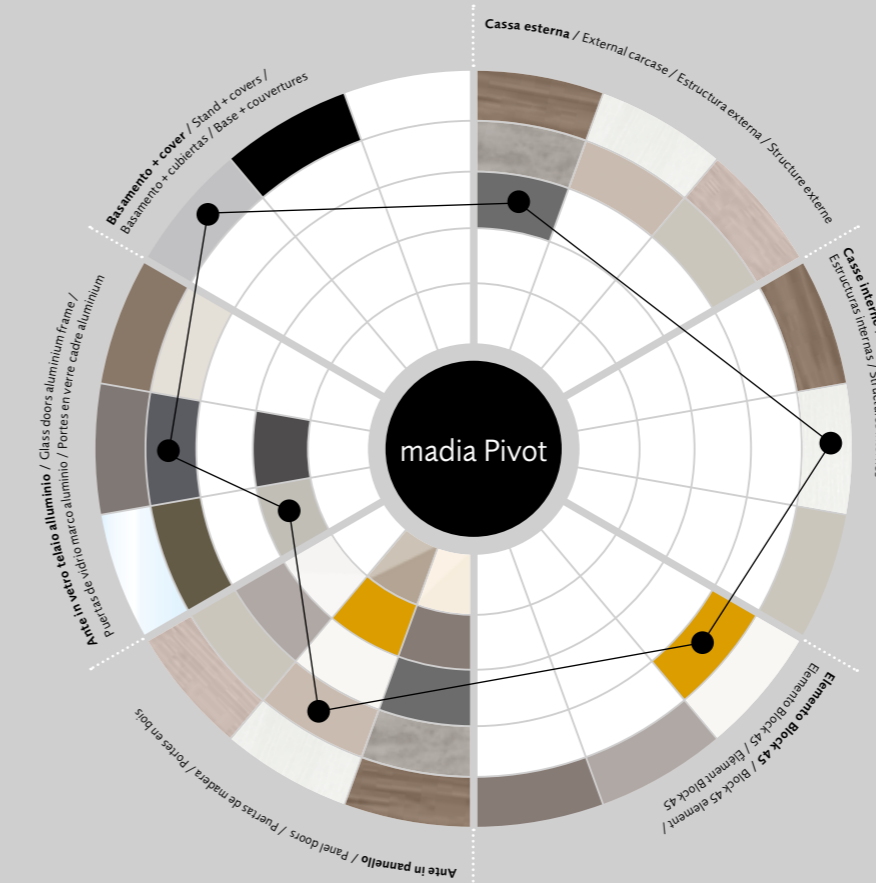 Cassa esterna / External carcase / Estructura externa / Structure externe
Casse interne /
Estructuras internas /
Elemento Block 45 / Block 45 element /
Elemento Block 45 / Élément Block 45
Ante in pannello / Panel doors / Puertas de madera / Portes en bois
Ante in vetro telaio alluminio / Glass doors aluminium frame /
Puertas de vidrio marco aluminio / Portes en verre cadre aluminium
Basamento + cover / Stand + covers /
Basamento + cubiertas / Base + couvertures
madia Pivot